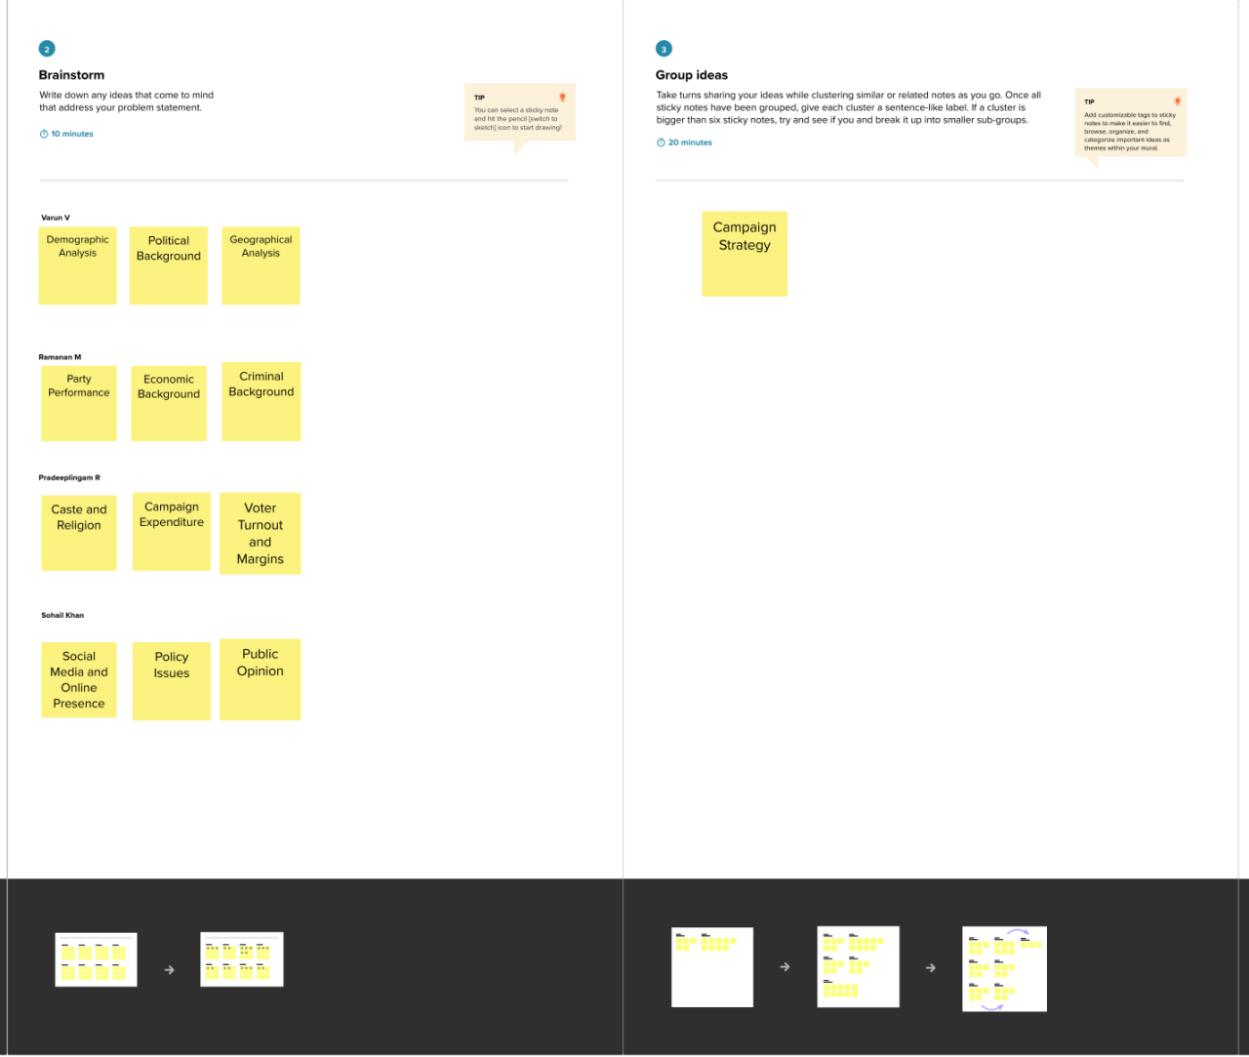 2
Brainstorm
Write down any ideas that come to mind
that address your problem statement.
10 minutes
TIP
You can select a sticky note
and hit the pencil [switch to
sketch] icon to start drawing!
Varun V
Demographic
Analysis
Political
Background
Geographical
Analysis
Ramanan M
Party
Performance
Economic
Background
Criminal
Background
Pradeeplingam R
Caste and
Religion
Campaign
Expenditure
Voter
Turnout
and
Margins
Sohail Khan
Social
Media and
Online
Presence
Policy
Issues
Public
Opinion
3
Group ideas
Take turns sharing your ideas while clustering similar or related notes as you go. Once all
sticky notes have been grouped, give each cluster a sentence-like label. If a cluster is
bigger than six sticky notes, try and see if you and break it up into smaller sub-groups.
20 minutes
TIP
Add customizable tags to sticky
notes to make it easier to find,
browse, organize, and
categorize important ideas as
themes within your mural.
Campaign
Strategy